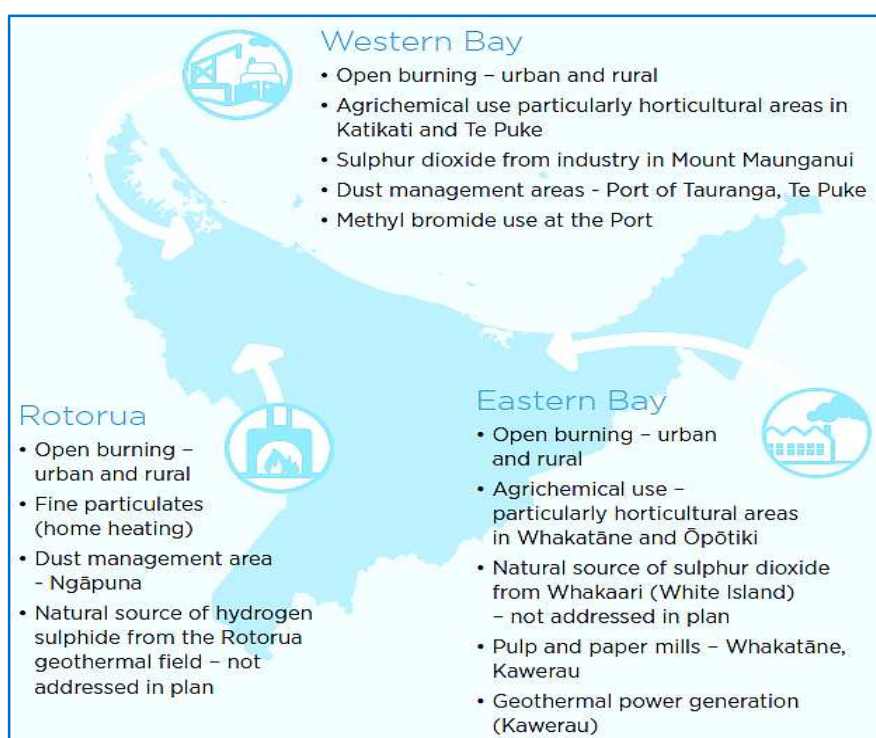 Western Bay
• Open burning – urban and rural
• Agrichemical use particularly horticultural areas in
Katikati and Te Puke
• Sulphur dioxide from industry in Mount Maunganui
• Dust management areas - Port of Tauranga, Te Puke
• Methyl bromide use at the Port
Rotorua
• Open burning –
urban and rural
• Fine particulates
(home heating)
• Dust management area
- Ngāpuna
• Natural source of hydrogen
sulphide from the Rotorua
geothermal field – not
addressed in plan
Eastern Bay
• Open burning – urban
and rural
• Agrichemical use –
particularly horticultural areas
in Whakatāne and Ōpōtiki
• Natural source of sulphur dioxide
from Whakaari (White Island)
– not addressed in plan
• Pulp and paper mills – Whakatāne,
Kawerau
• Geothermal power generation
(Kawerau)